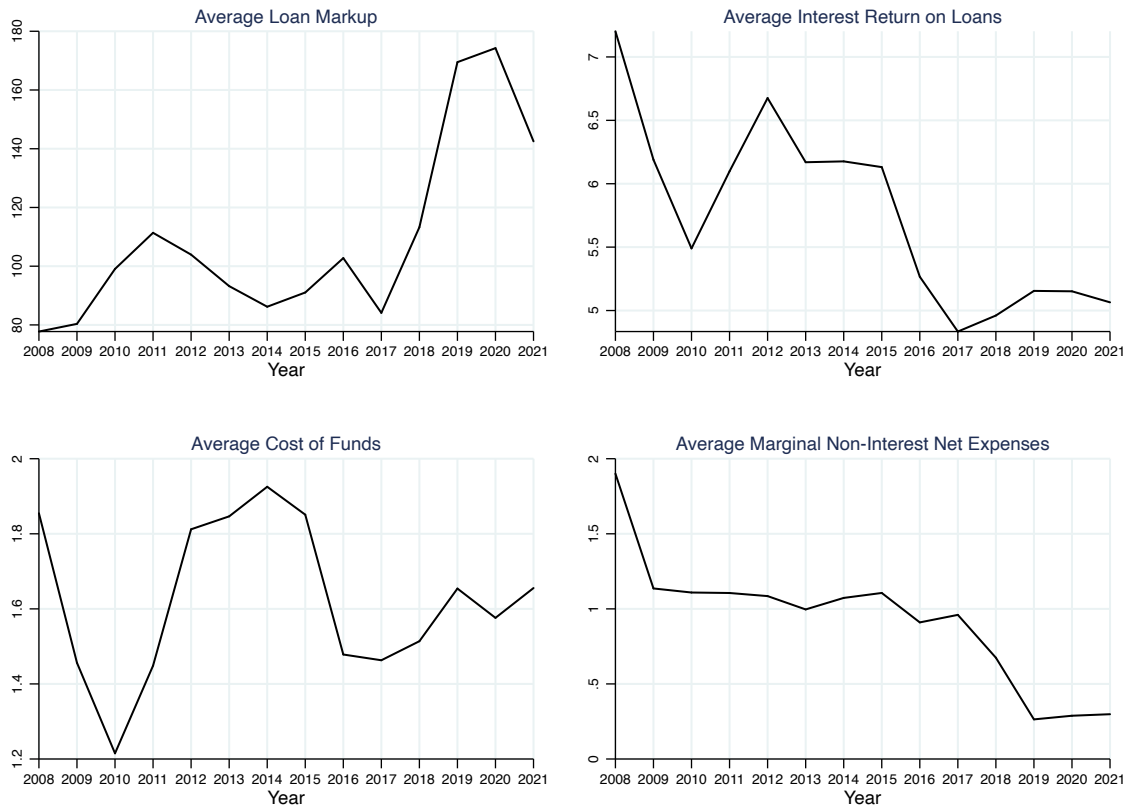 Average Loan Markup
180
160
140
120
100
80
2008 2009 2010 2011 2012 2013 2014 2015 2016 2017 2018 2019 2020 2021
Year
Average Interest Return on Loans
7
6.5
6
5.5
5
2008 2009 2010 2011 2012 2013 2014 2015 2016 2017 2018 2019 2020 2021
Year
Average Cost of Funds
2
1.8
1.6
1.4
1.2
2008 2009 2010 2011 2012 2013 2014 2015 2016 2017 2018 2019 2020 2021
Year
Average Marginal Non-Interest Net Expenses
2
1.5
1
.5
0
2008 2009 2010 2011 2012 2013 2014 2015 2016 2017 2018 2019 2020 2021
Year